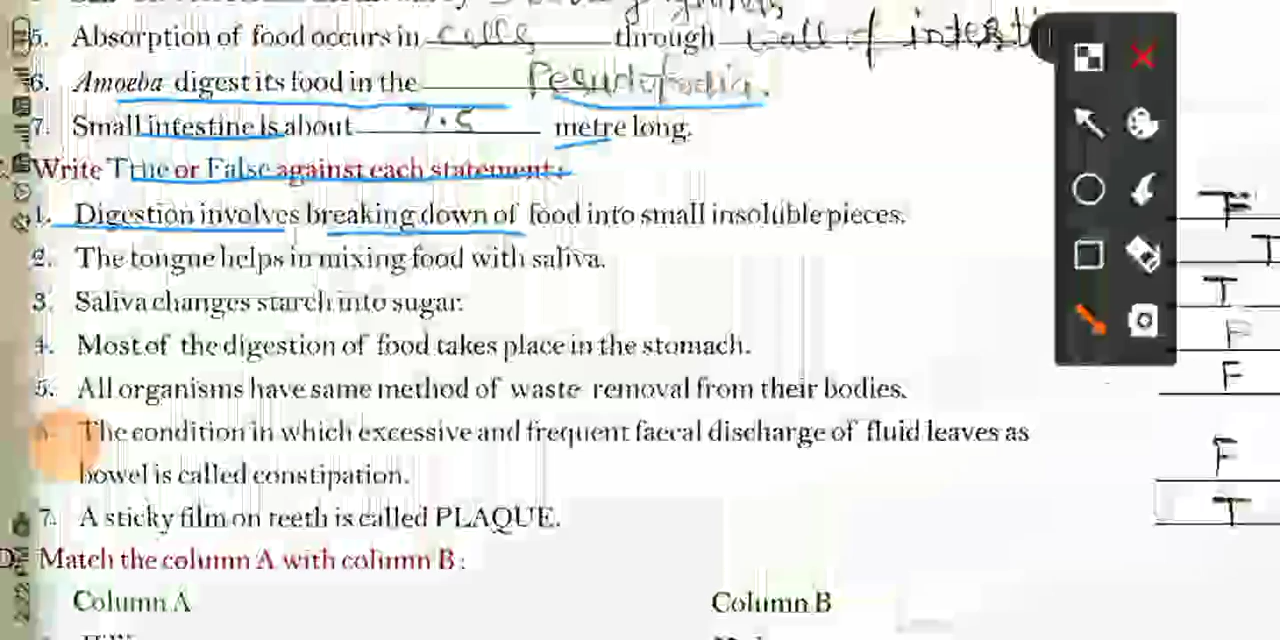 5. Absorption of food occurs in cells through wall of
6. Amoeba digest its food in the
7. Small intestine is about 7.5 metre long.
Write True or False against each statement:
1. Digestion involves breaking down of food into small insoluble pieces. F
2. The tongue helps in mixing food with saliva. T
3. Saliva changes starch into sugar. T
4. Most of the digestion of food takes place in the stomach. F
5. All organisms have same method of waste removal from their bodies. F
The condition in which excessive and frequent faecal discharge of fluid leaves as
bowel is called constipation. F
7. A sticky film on teeth is called PLAQUE. T
D. Match the column A with column B:
Column A Column B